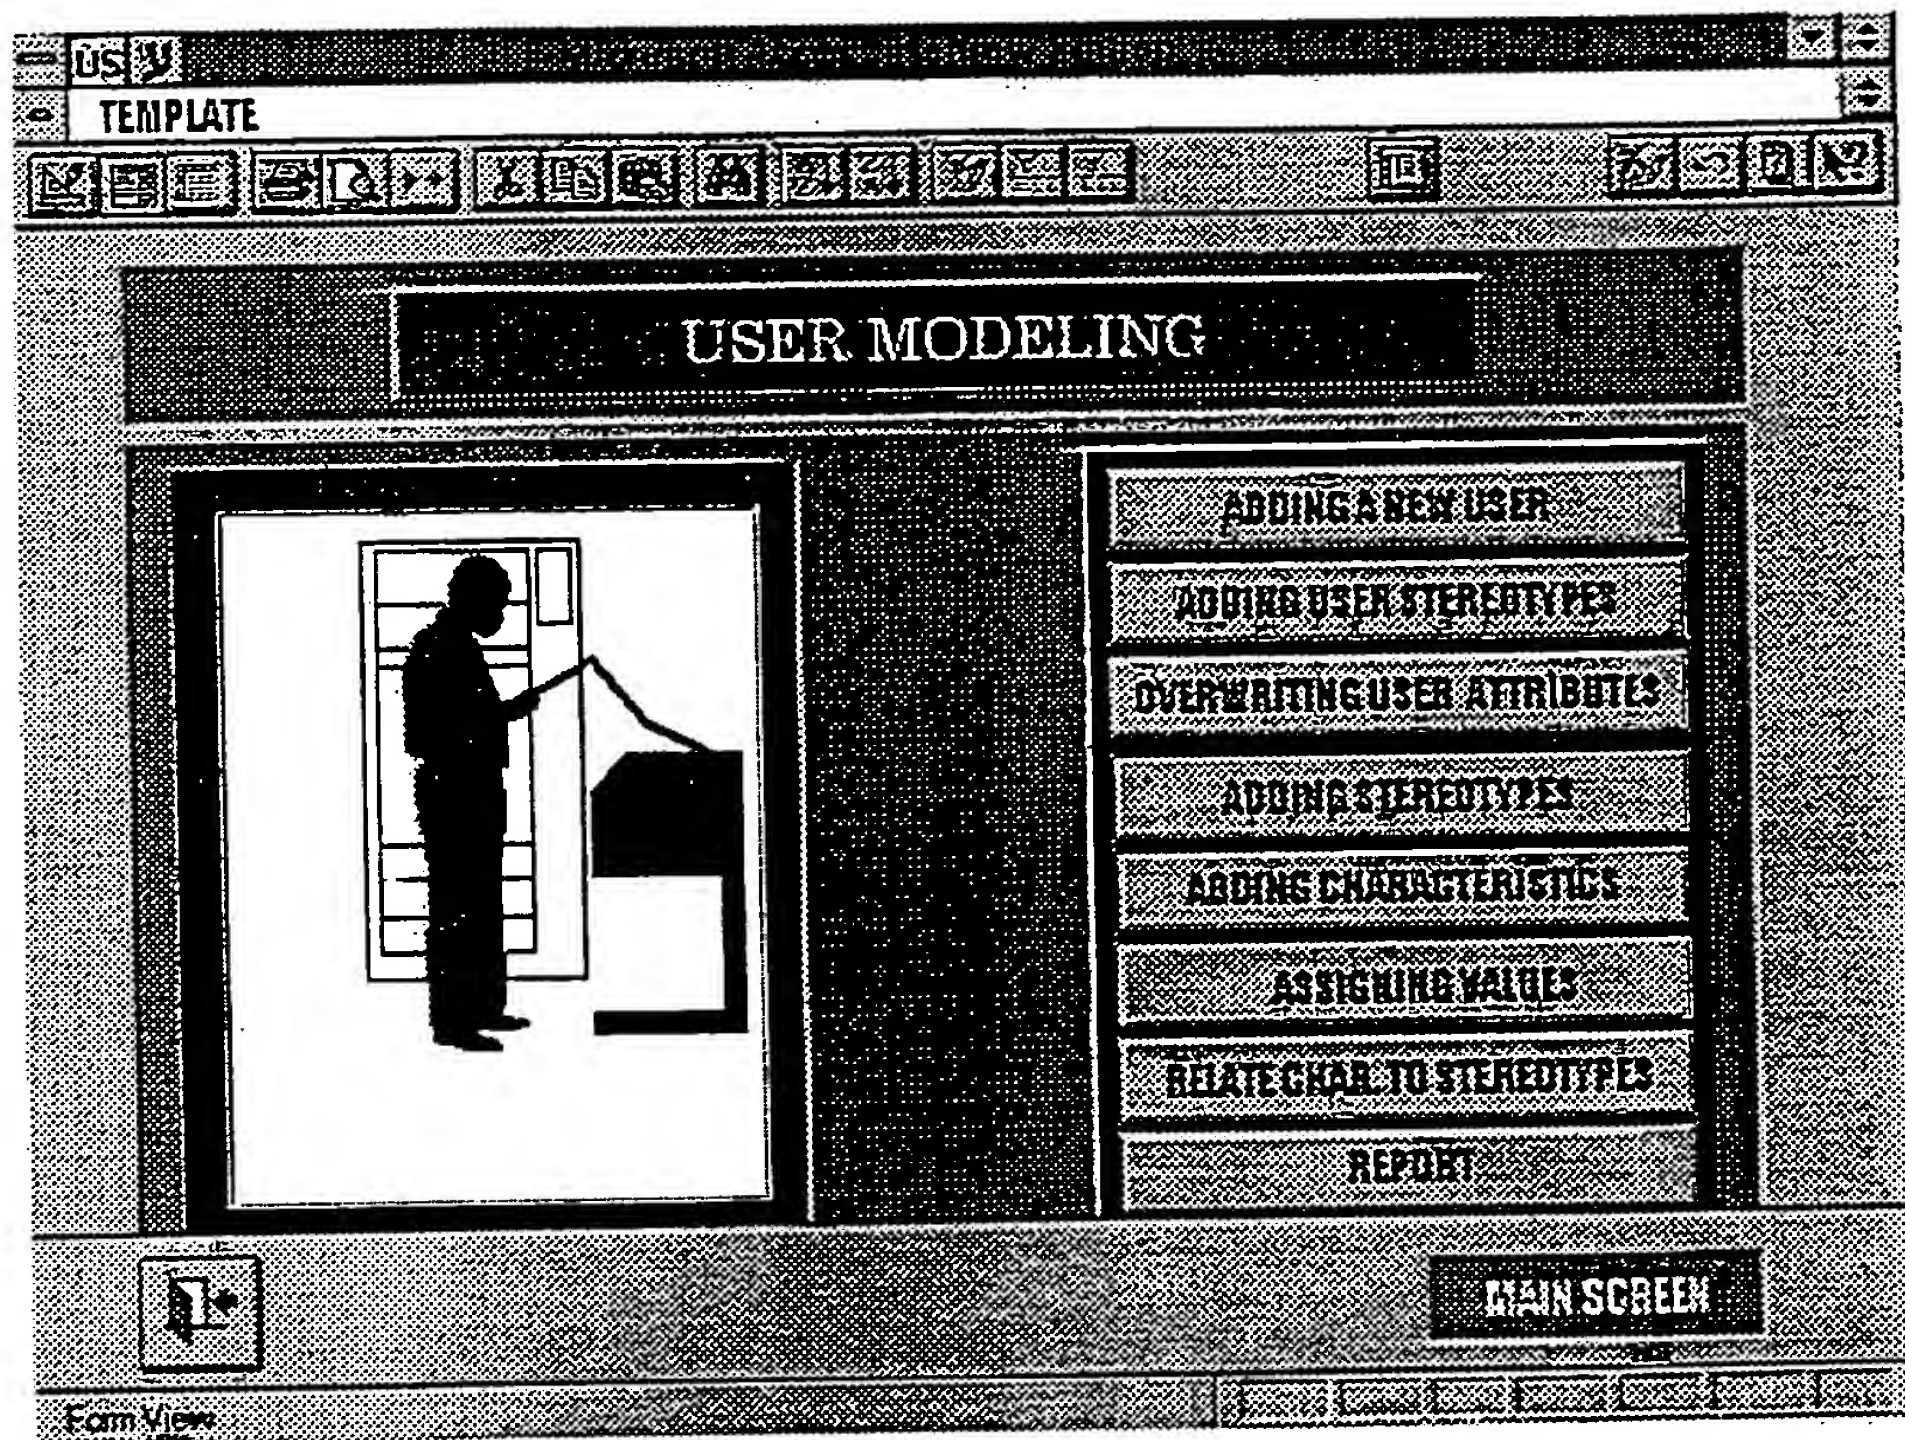 US
TEMPLATE
USER MODELING
ADDING A NEW USER
ADDING USER STEREOTYPES
OVERWRITING USER ATTRIBUTES
ADDING STEREOTYPES
ADDING CHARACTERISTICS
ASSIGNING VALUES
RELATE CHAR. TO STEREOTYPES
REPORT
MAIN SCREEN
Form View